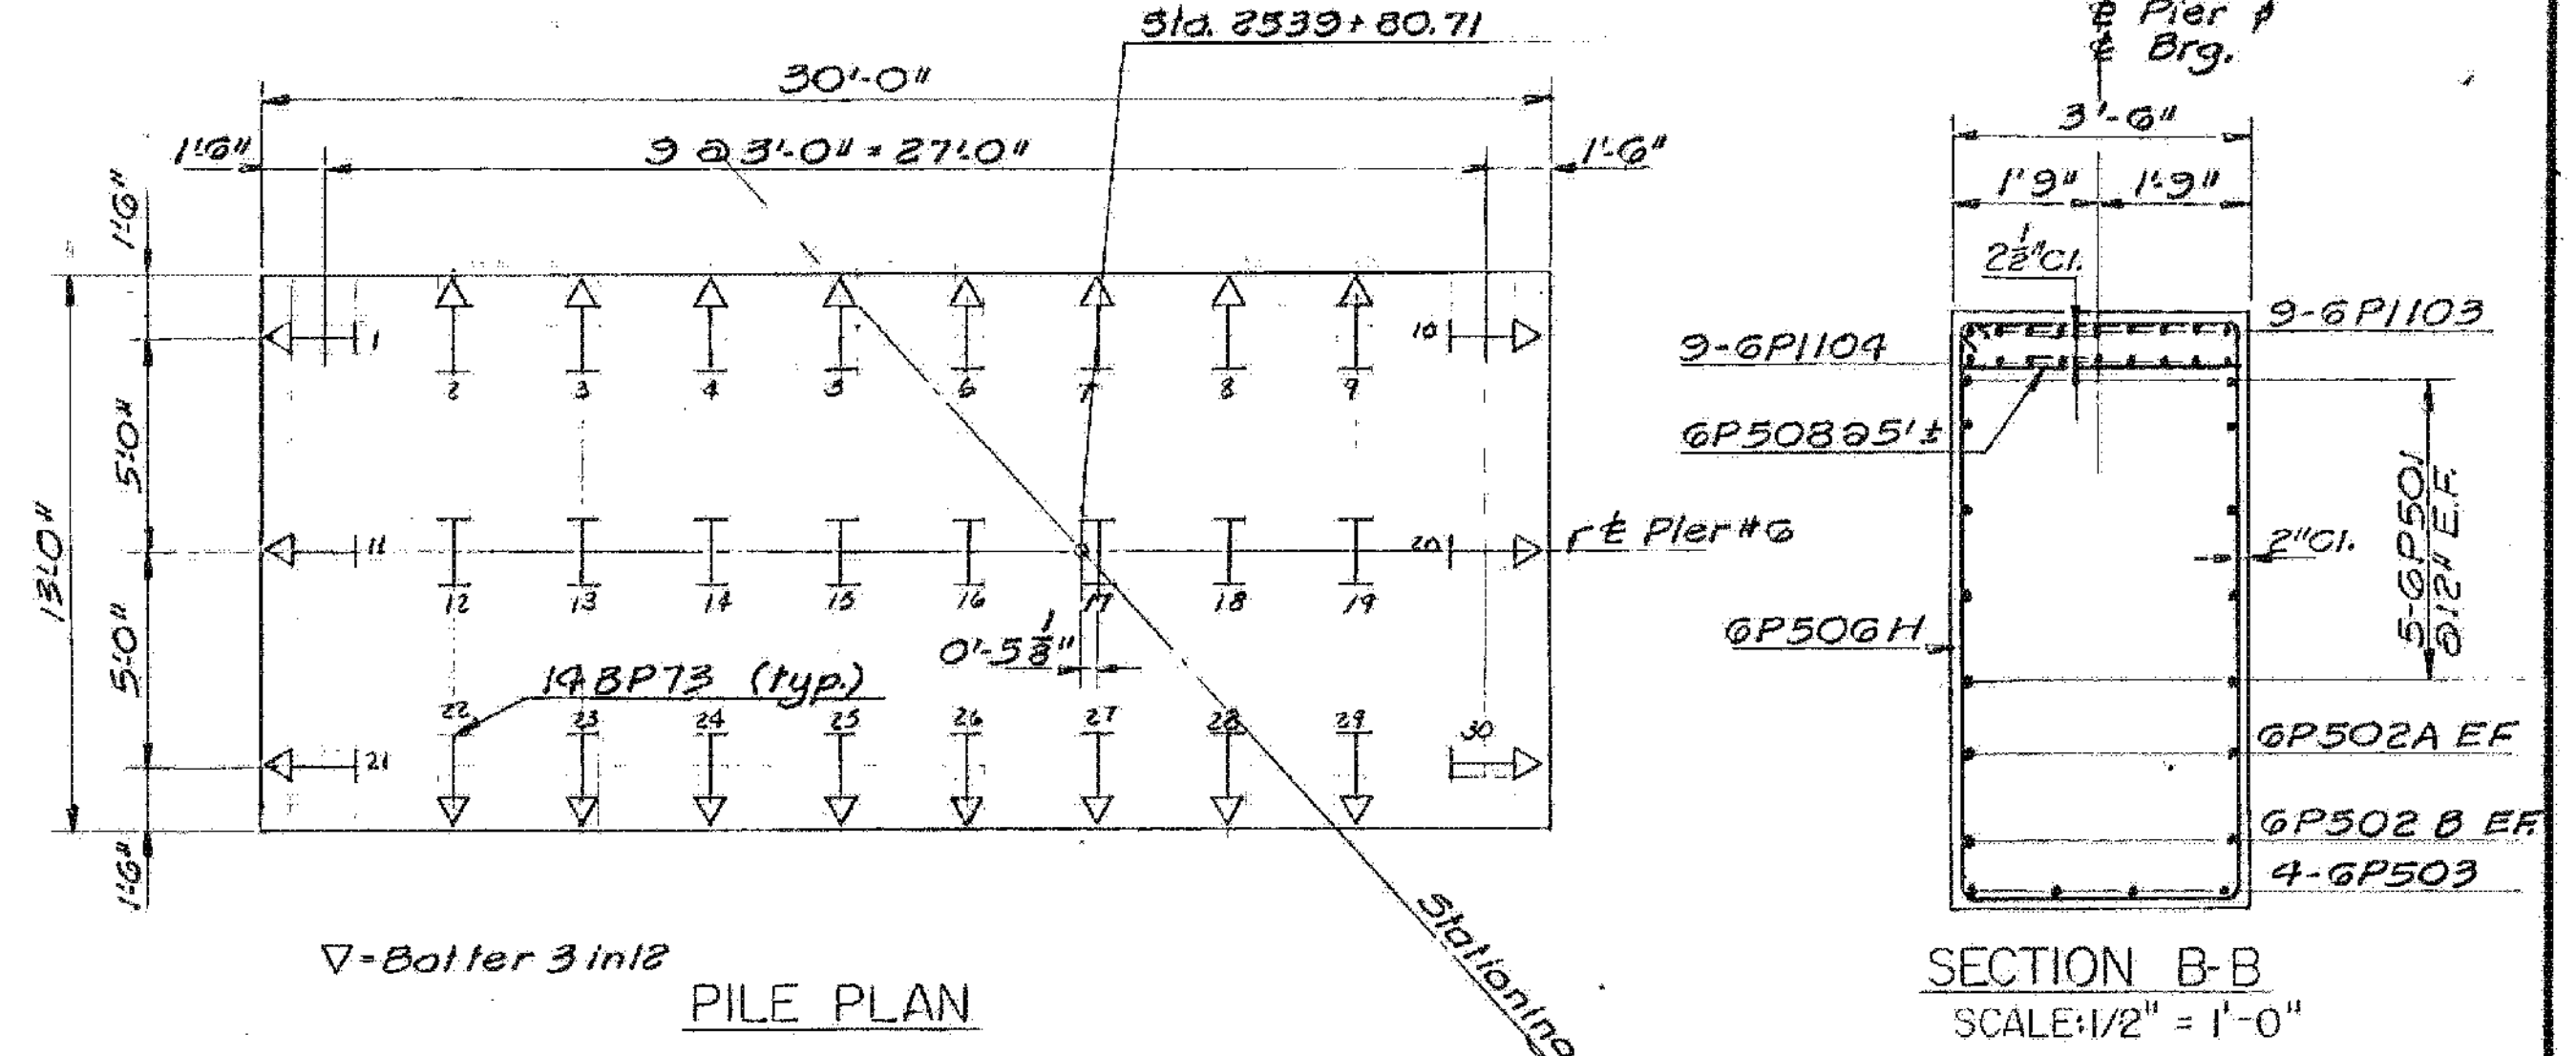 Sta. 2539+80.71
30'-0"
1'-6"
9 @ 3'-0" = 27'-0"
1'-6"
1'-6"
5'-0"
13'-0"
5'-0"
1'-6"
1
2
3
4
5
6
7
8
9
10
11
12
13
14
15
16
17
18
19
20
℄ Pier #6
0'-5 1/8"
14BP73 (typ.)
21
22
23
24
25
26
27
28
29
30
▽=Batter 3 in 12
PILE PLAN
Stationing
℄ Pier &
℄ Brg.
3'-6"
1'-9"
1'-9"
2 1/2" Cl.
9-6P1103
9-6P1104
6P508@5'±
5-6P501
@12" E.F.
2" Cl.
6P506H
6P502A EF
6P502 B EF.
4-6P503
SECTION B-B
SCALE: 1/2" = 1'-0"